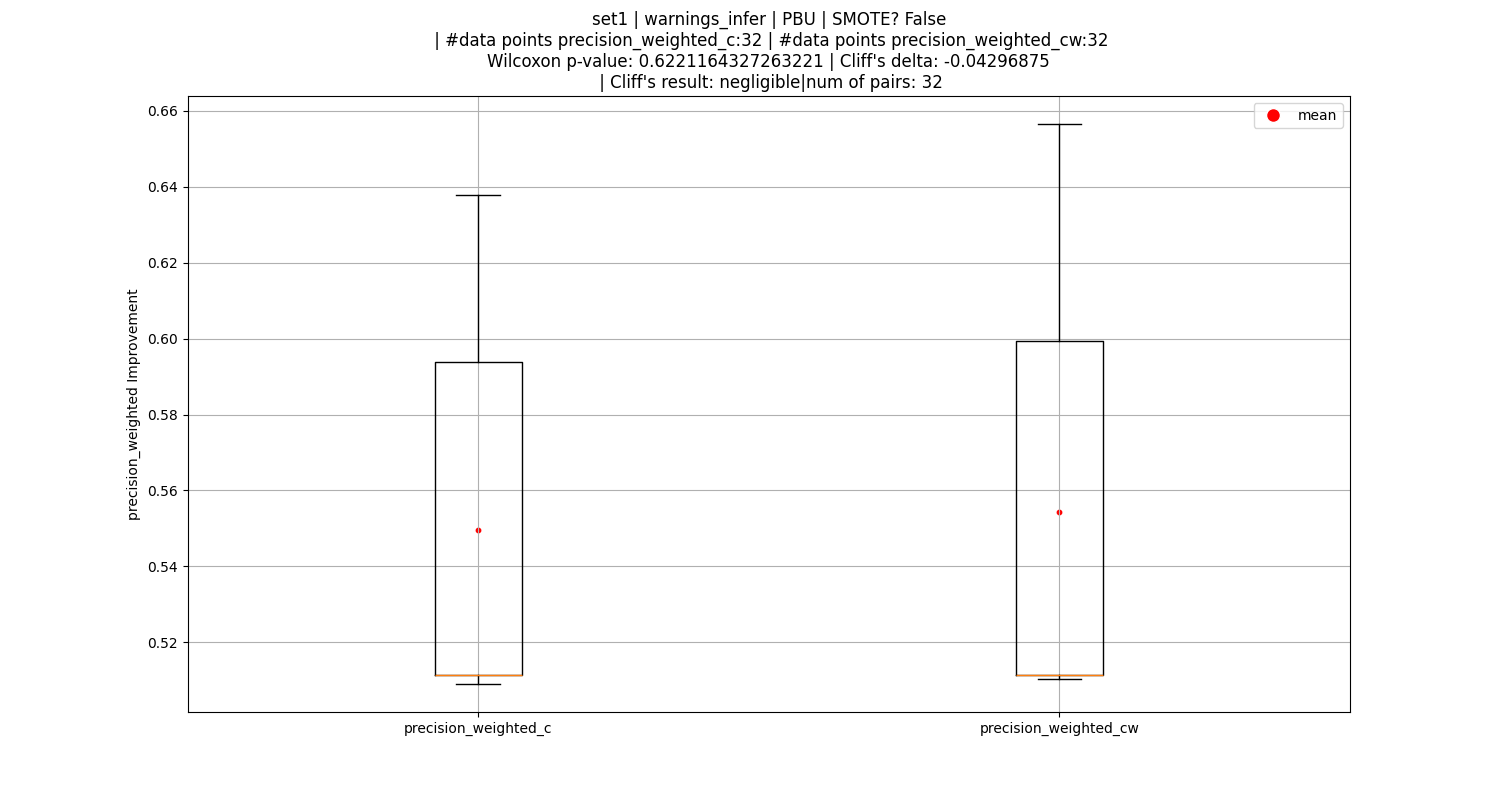 set1 | warnings_infer | PBU | SMOTE? False
| #data points precision_weighted_c:32 | #data points precision_weighted_cw:32
Wilcoxon p-value: 0.6221164327263221 | Cliff's delta: -0.04296875
| Cliff's result: negligible|num of pairs: 32
mean
0.66
0.64
0.62
0.60
0.58
0.56
0.54
0.52
precision_weighted Improvement
precision_weighted_c
precision_weighted_cw